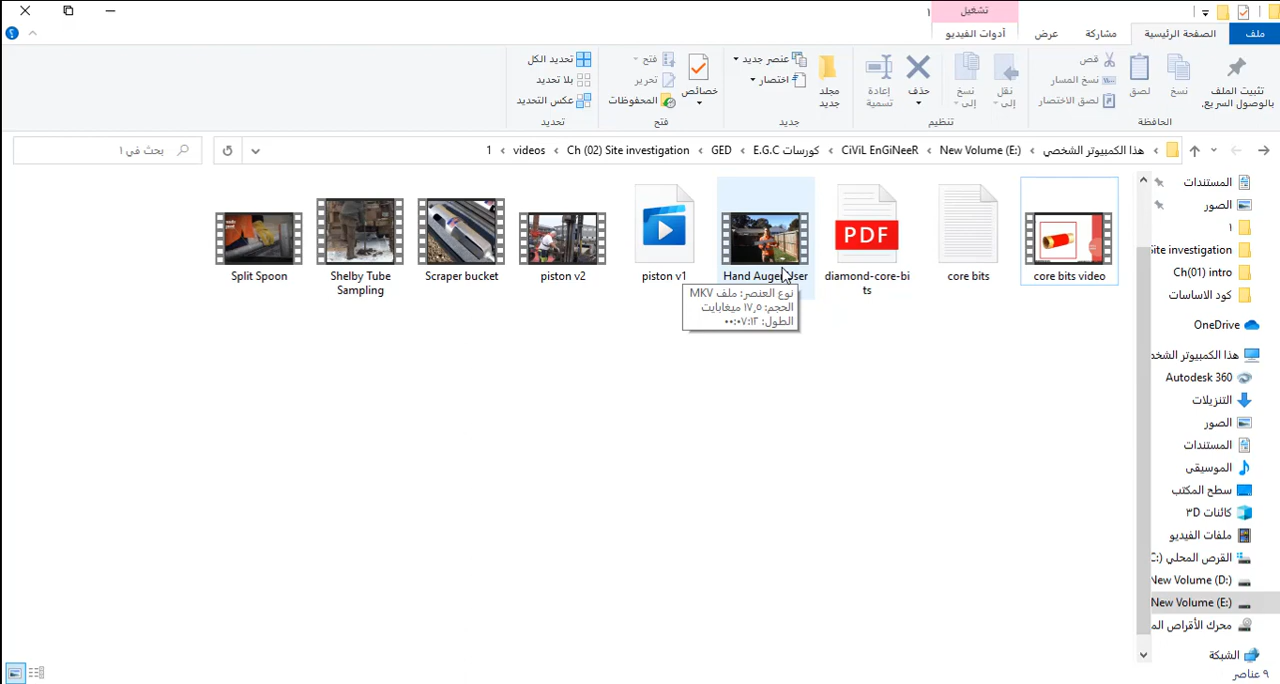 تشغيل
١
ملف
الصفحة الرئيسية
مشاركة
عرض
أدوات الفيديو
تثبيت الملف
بالوصول السريع.
نسخ
لصق
قص
نسخ المسار
لصق الاختصار
الحافظة
نقل
إلى
نسخ
إلى
حذف
إعادة
تسمية
تنظيم
مجلد
جديد
عنصر جديد
اختصار
جديد
خصائص
فتح
تحرير
المحفوظات
فتح
تحديد الكل
بلا تحديد
عكس التحديد
تحديد
هذا الكمبيوتر الشخصي › New Volume (E:) › CiViL EnGiNeeR › كورسات E.G.C › GED › Ch (02) Site investigation › videos › 1
بحث في ١
core bits video
core bits
diamond-core-bi
ts
Hand Auger User
piston v1
piston v2
Scraper bucket
Shelby Tube
Sampling
Split Spoon
نوع العنصر: ملف MKV
الحجم: ١٧٫٥ ميغابايت
الطول: ٠٠:٠٧:١٢
المستندات
الصور
١
Site investigation
Ch(01) intro
كود الاساسات
OneDrive
هذا الكمبيوتر الشخص
Autodesk 360
التنزيلات
الصور
المستندات
الموسيقى
سطح المكتب
كائنات ٣D
ملفات الفيديو
القرص المحلي (C:
New Volume (D:)
New Volume (E:)
محرك الأقراص الم
الشبكة
٩ عناصر